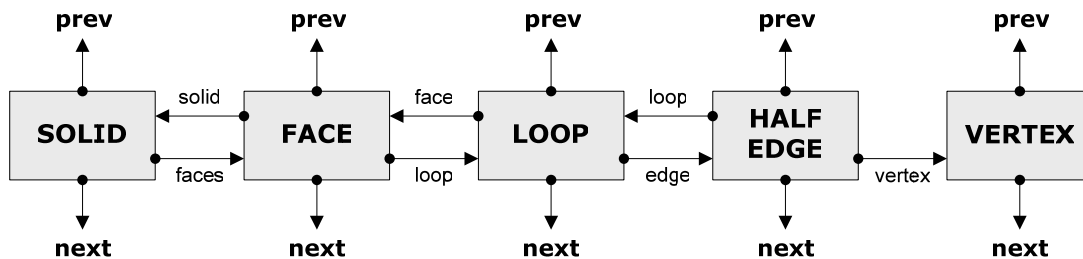 prev prev prev prev prev
solid face loop
SOLID FACE LOOP HALF EDGE VERTEX
faces loop edge vertex
next next next next next